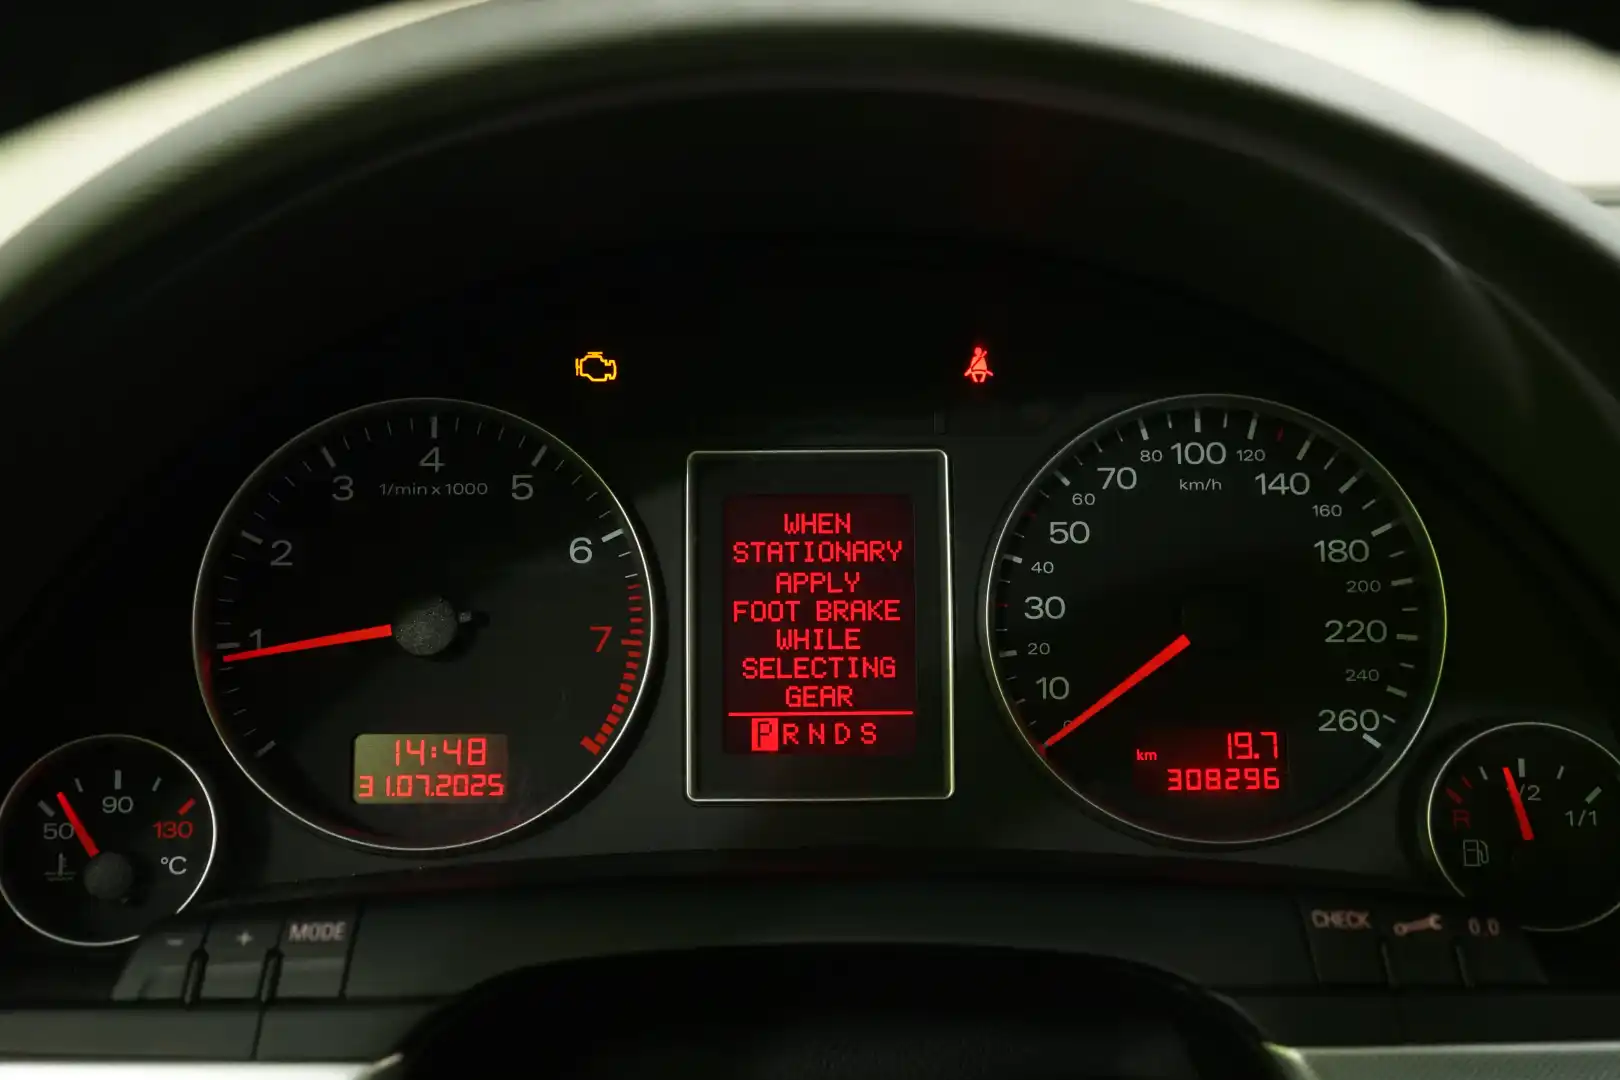 1
2
3
4
5
6
7
1/min x 1000
14:48
31.07.2025
WHEN
STATIONARY
APPLY
FOOT BRAKE
WHILE
SELECTING
GEAR
P R N D S
10
20
30
40
50
60
70
80
100
120
140
160
180
200
220
240
260
km/h
19.7
km
308296
50
90
130
°C
R
1/2
1/1
- + MODE
CHECK 0.0